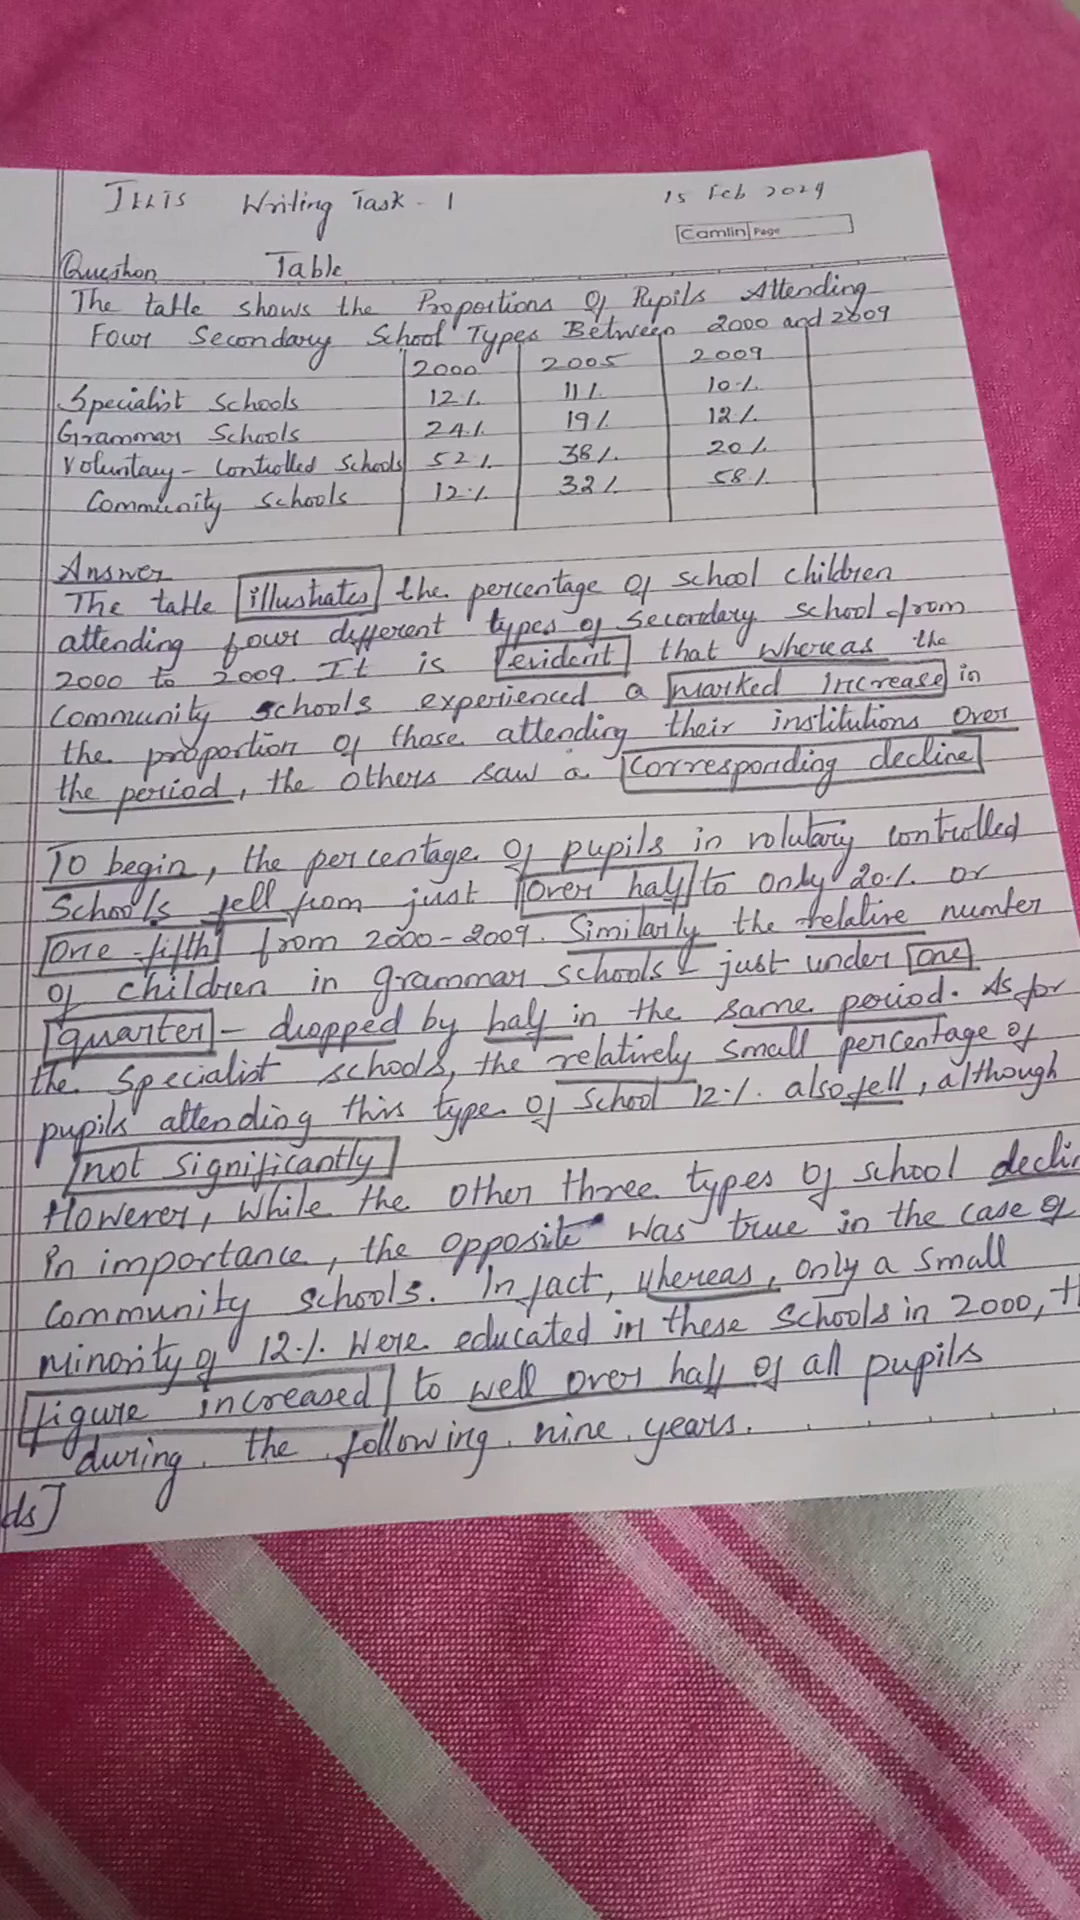 IELTS Writing Task - 1 15 Feb 2024
Camlin Page
Question Table
The table shows the Proportions Of Pupils Attending
Four Secondary School Types Between 2000 and 2009
2000 2005 2009
Specialist Schools 12% 11% 10%
Grammar Schools 24% 19% 12%
Voluntary - Controlled Schools 52% 38% 20%
Community Schools 12% 32% 58%
Answer
The table illustrates the percentage of school children
attending four different types of Secondary school from
2000 to 2009. It is evident that whereas the
Community schools experienced a marked increase in
the proportion of those attending their institutions over
the period, the others saw a corresponding decline
To begin, the percentage of pupils in volutary controlled
Schools fell from just over half to only 20% or
one-fifth from 2000-2009. Similarly the relative number
of children in grammar schools - just under one
quarter - dropped by half in the same period. As for
the Specialist schools, the relatively small percentage of
pupils attending this type of school 12% also fell, although
not significantly
However, while the other three types of school declin
in importance, the opposite was true in the case of
Community schools. In fact, whereas, only a small
minority of 12% were educated in these schools in 2000, th
figure increased to well over half of all pupils
during the following nine years.
ds]